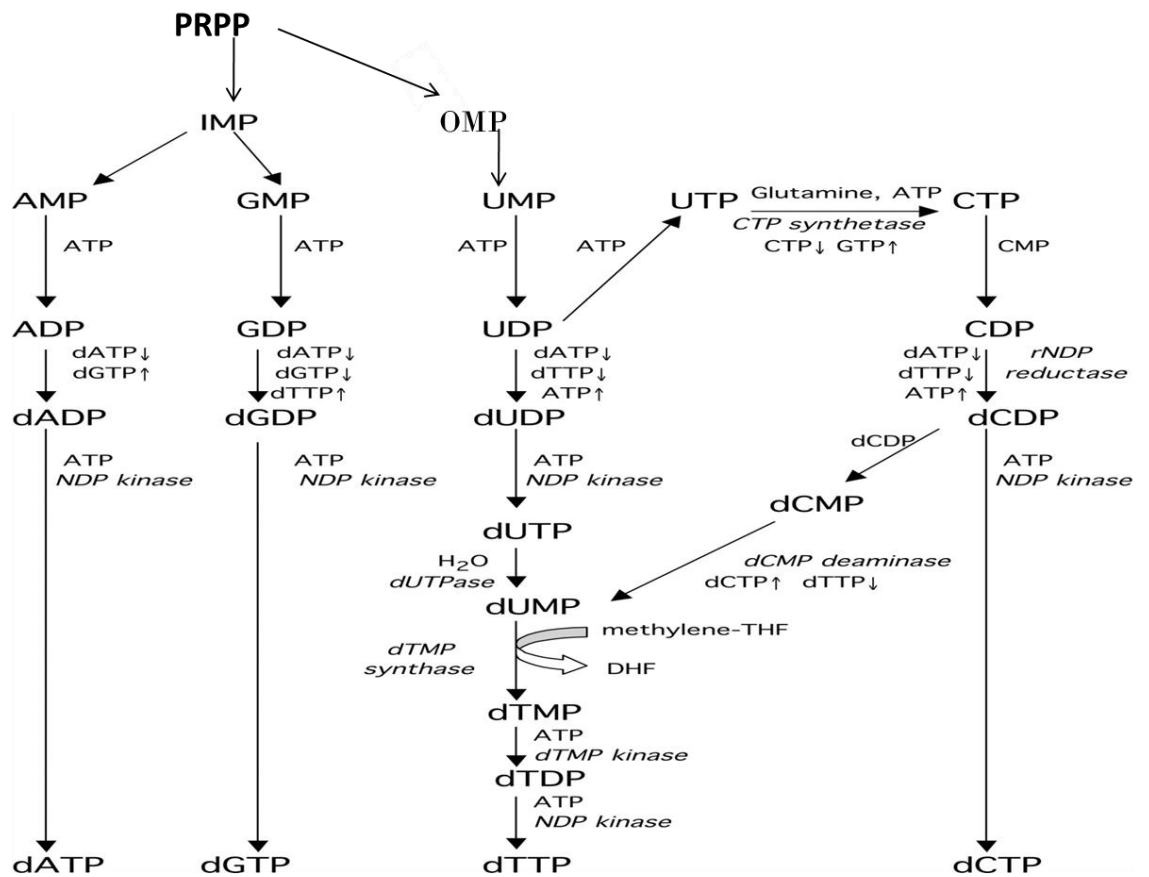 PRPP
IMP
OMP
AMP
GMP
UMP
UTP
Glutamine, ATP
CTP synthetase
CTP↓ GTP↑
CTP
ATP
ATP
ATP
ATP
CMP
ADP
GDP
UDP
CDP
dATP↓
dGTP↑
dATP↓
dGTP↓
dTTP↑
dATP↓
dTTP↓
ATP↑
dATP↓
dTTP↓
ATP↑
rNDP
reductase
dADP
dGDP
dUDP
dCDP
ATP
NDP kinase
ATP
NDP kinase
ATP
NDP kinase
dCDP
ATP
NDP kinase
dCMP
dUTP
H₂O
dUTPase
dCMP deaminase
dCTP↑ dTTP↓
dUMP
methylene-THF
dTMP
synthase
DHF
dTMP
ATP
dTMP kinase
dTDP
ATP
NDP kinase
dATP
dGTP
dTTP
dCTP